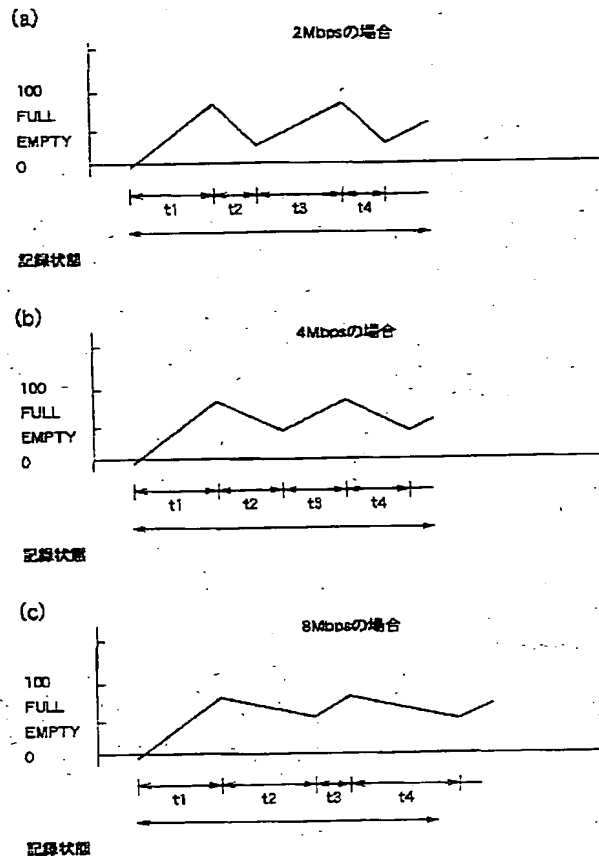 (a)
2Mbpsの場合
100
FULL
EMPTY
0
t1 t2 t3 t4
記録状態
(b)
4Mbpsの場合
100
FULL
EMPTY
0
t1 t2 t3 t4
記録状態
(c)
8Mbpsの場合
100
FULL
EMPTY
0
t1 t2 t3 t4
記録状態